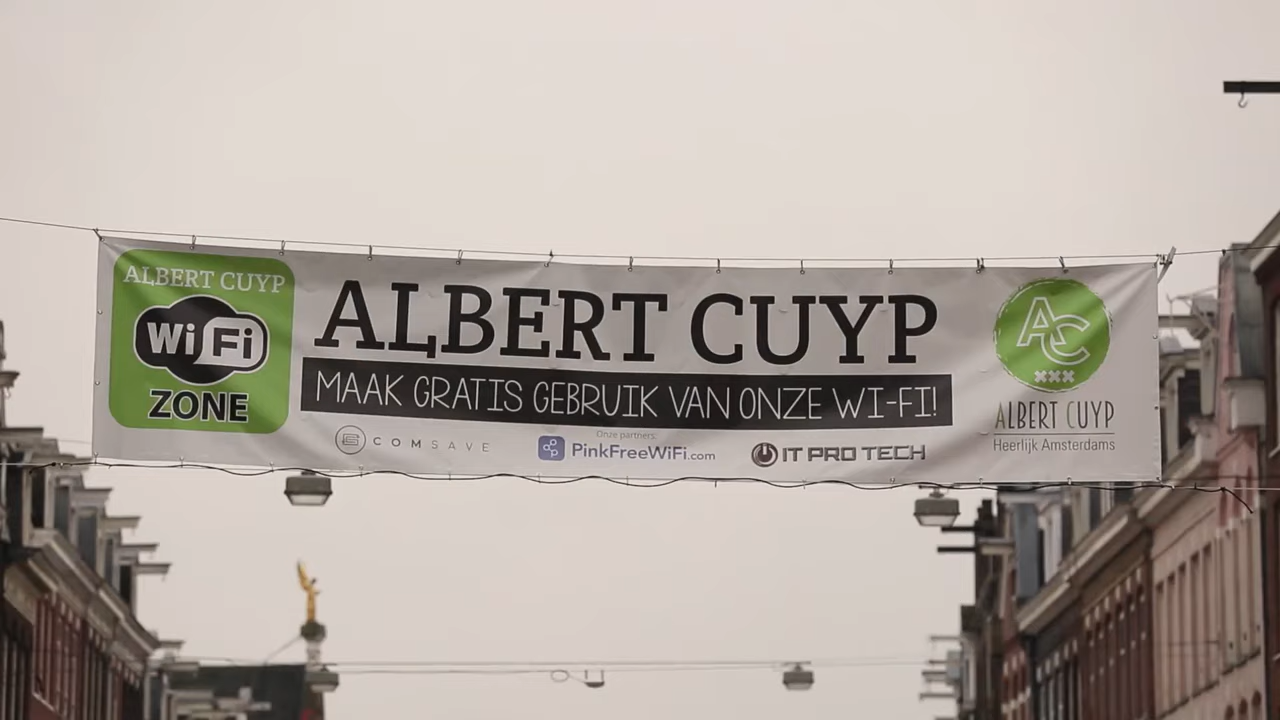 ALBERT CUYP
WiFi
ZONE
ALBERT CUYP
MAAK GRATIS GEBRUIK VAN ONZE WI-FI!
Onze partners:
COMSAVE
PinkFreeWiFi.com
IT PRO TECH
AC
XXX
ALBERT CUYP
Heerlijk Amsterdams